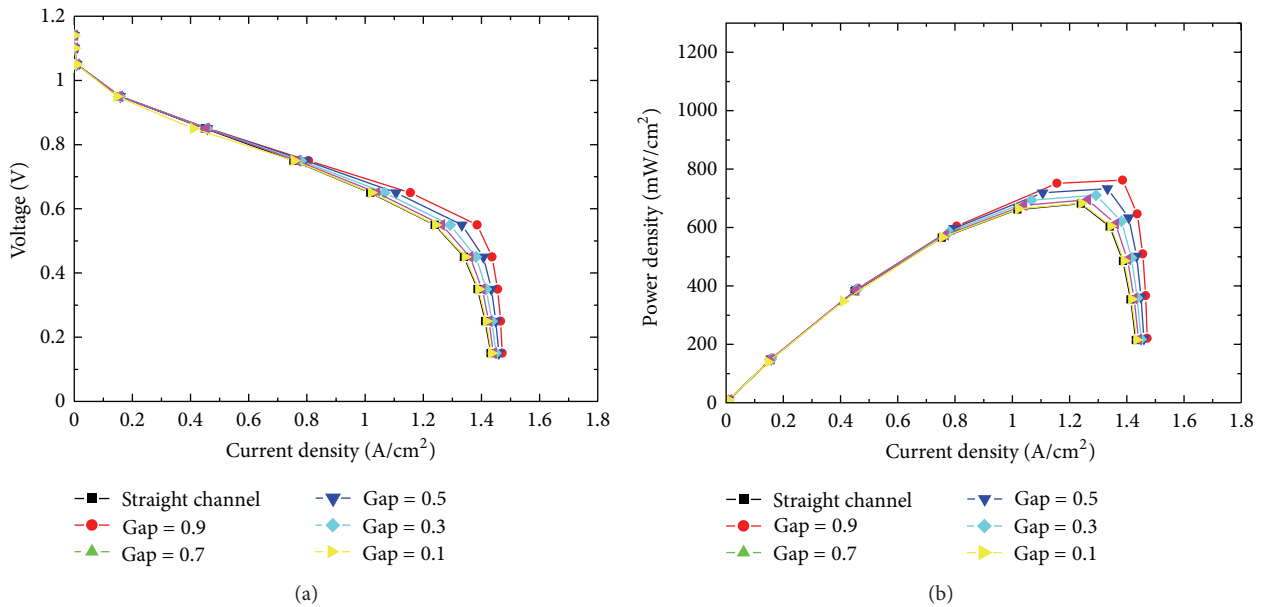 1.2
1
0.8
0.6
0.4
0.2
0
Voltage (V)
0 0.2 0.4 0.6 0.8 1 1.2 1.4 1.6 1.8
Current density (A/cm²)
Straight channel
Gap = 0.9
Gap = 0.7
Gap = 0.5
Gap = 0.3
Gap = 0.1
(a)
1200
1000
800
600
400
200
0
Power density (mW/cm²)
0 0.2 0.4 0.6 0.8 1 1.2 1.4 1.6 1.8
Current density (A/cm²)
Straight channel
Gap = 0.9
Gap = 0.7
Gap = 0.5
Gap = 0.3
Gap = 0.1
(b)